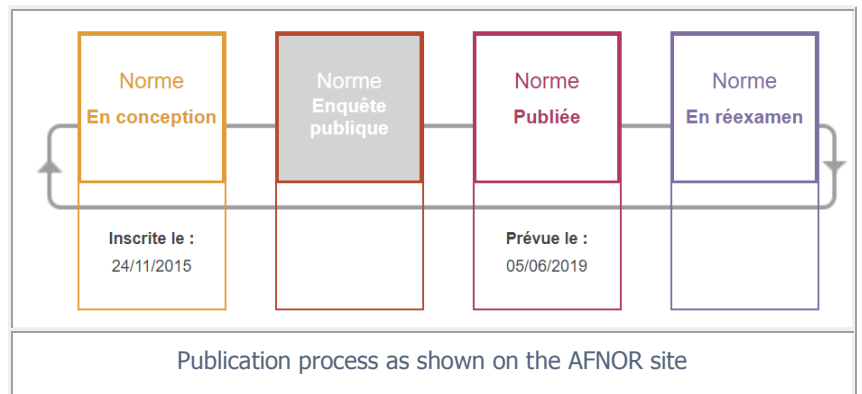 Norme
En conception
Norme
Enquête
publique
Norme
Publiée
Norme
En réexamen
Inscrite le :
24/11/2015
Prévue le :
05/06/2019
Publication process as shown on the AFNOR site